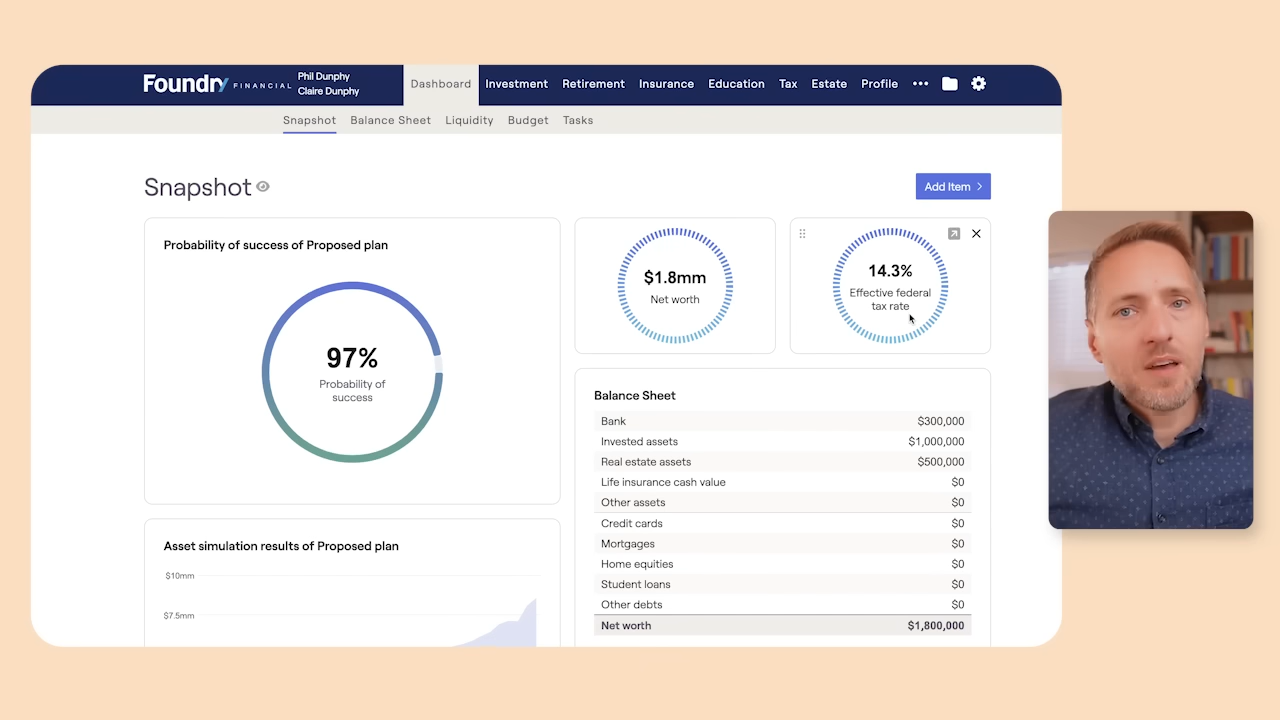 Foundry FINANCIAL
Phil Dunphy
Claire Dunphy
Dashboard Investment Retirement Insurance Education Tax Estate Profile
Snapshot Balance Sheet Liquidity Budget Tasks
Snapshot
Add Item
Probability of success of Proposed plan
97%
Probability of
success
$1.8mm
Net worth
14.3%
Effective federal
tax rate
Balance Sheet
Bank $300,000
Invested assets $1,000,000
Real estate assets $500,000
Life insurance cash value $0
Other assets $0
Credit cards $0
Mortgages $0
Home equities $0
Student loans $0
Other debts $0
Net worth $1,800,000
Asset simulation results of Proposed plan
$10mm
$7.5mm